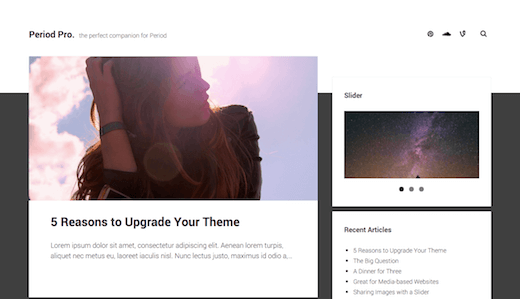 Period Pro. the perfect companion for Period
5 Reasons to Upgrade Your Theme
Lorem ipsum dolor sit amet, consectetur adipiscing elit. Aenean lorem turpis,
aliquet nec metus eu, laoreet iaculis nisl. Nunc lectus justo, maximus id odio a,...
Slider
Recent Articles
5 Reasons to Upgrade Your Theme
The Big Question
A Dinner for Three
Great for Media-based Websites
Sharing Images with a Slider